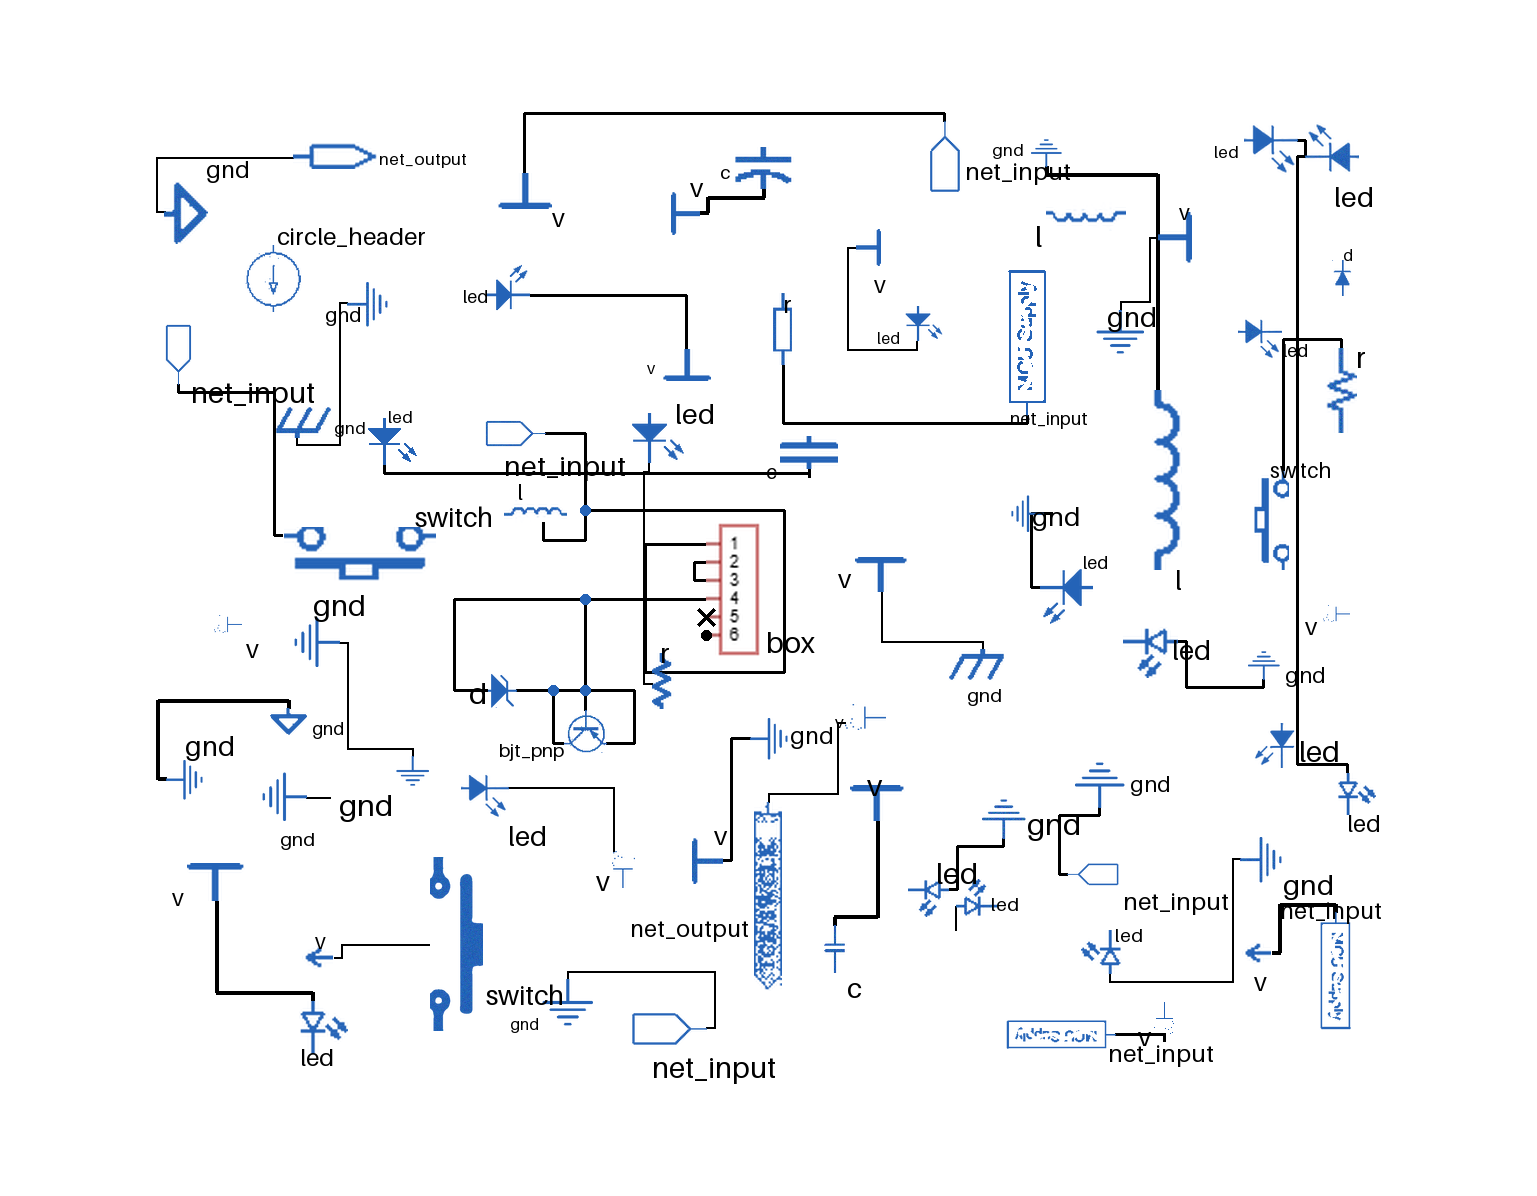 gnd
net_output
c
v
v
gnd
net_input
led
led
v
l
circle_header
d
led
gnd
r
v
led
gnd
led
r
v
net_input
led
gnd
led
net_input
net_input
c
switch
l
switch
gnd
1
2
3
4
5
6
box
led
v
l
gnd
v
r
led
v
gnd
d
gnd
gnd
gnd
v
gnd
bjt_pnp
led
gnd
gnd
gnd
led
v
v
gnd
led
led
v
v
net_output
led
led
net_input
gnd
net_input
led
v
switch
gnd
c
v
led
net_input
v
net_input